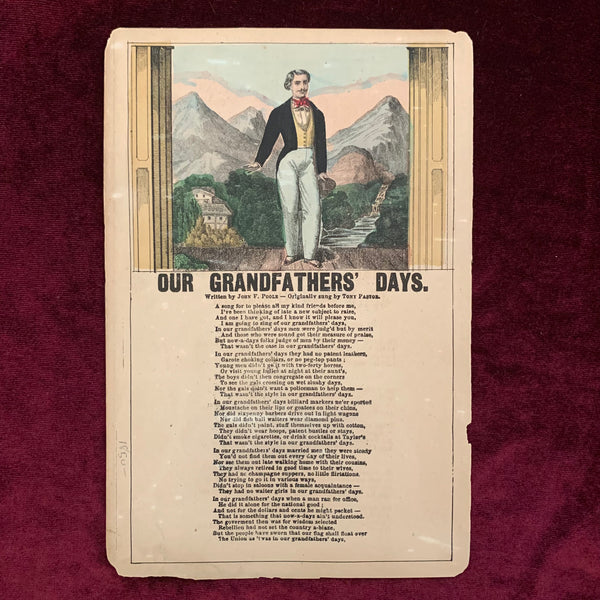 OUR GRANDFATHERS' DAYS.
Written by JOHN F. POOLE — Originally sung by TONY PASTOR.
A song for to please all my kind friends before me,
I've been thinking of late a new subject to raise,
And one I have got, and I know it will please you,
I am going to sing of our grandfathers' days,
In our grandfathers' days men were judg'd but by merit
And those who were sound got their measure of praise,
But now-a-days folks judge of men by their money —
That wasn't the case in our grandfathers' days.
In our grandfathers' days they had no patent leathers,
Garote choking collars, or no peg-top pants;
Young men didn't go it with two-forty horses,
Or visit young ladies at night at their aunt's,
The boys didn't then congregate on the corners
To see the gals crossing on wet slushy days,
Nor the gals didn't want a policeman to help them —
That wasn't the style in our grandfathers' days.
In our grandfathers' days billiard markers ne'er sported
Moustache on their lips or goatees on their chins,
Nor did sixpenny barbers drive out in light wagons
Nor did fish ball waiters wear diamond pins.
The gals didn't paint, stuff themselves up with cotton,
They didn't wear hoops, patent bustles or stays,
Didn't smoke cigarettes, or drink cocktails at Taylor's
That wasn't the style in our grandfathers' days.
In our grandfathers' days married men they were steady
You'd not find them out every day of their lives,
Nor see them out late walking home with their cousins,
They always retired in good time to their wives,
They had no champagne suppers, no little flirtations,
No trying to go it in various ways,
Didn't stop in saloons with a female acquaintance —
They had no waiter girls in our grandfathers' days.
In our grandfathers' days when a man ran for office,
He did it alone for the national good;
And not for the dollars and cents he might pocket —
That is something that now-a-days ain't understood.
The goverment then was for wisdom selected
Rebellion had not set the country a-blaze,
But the people have sworn that our flag shall float over
The Union as 'twas in our grandfathers' days,